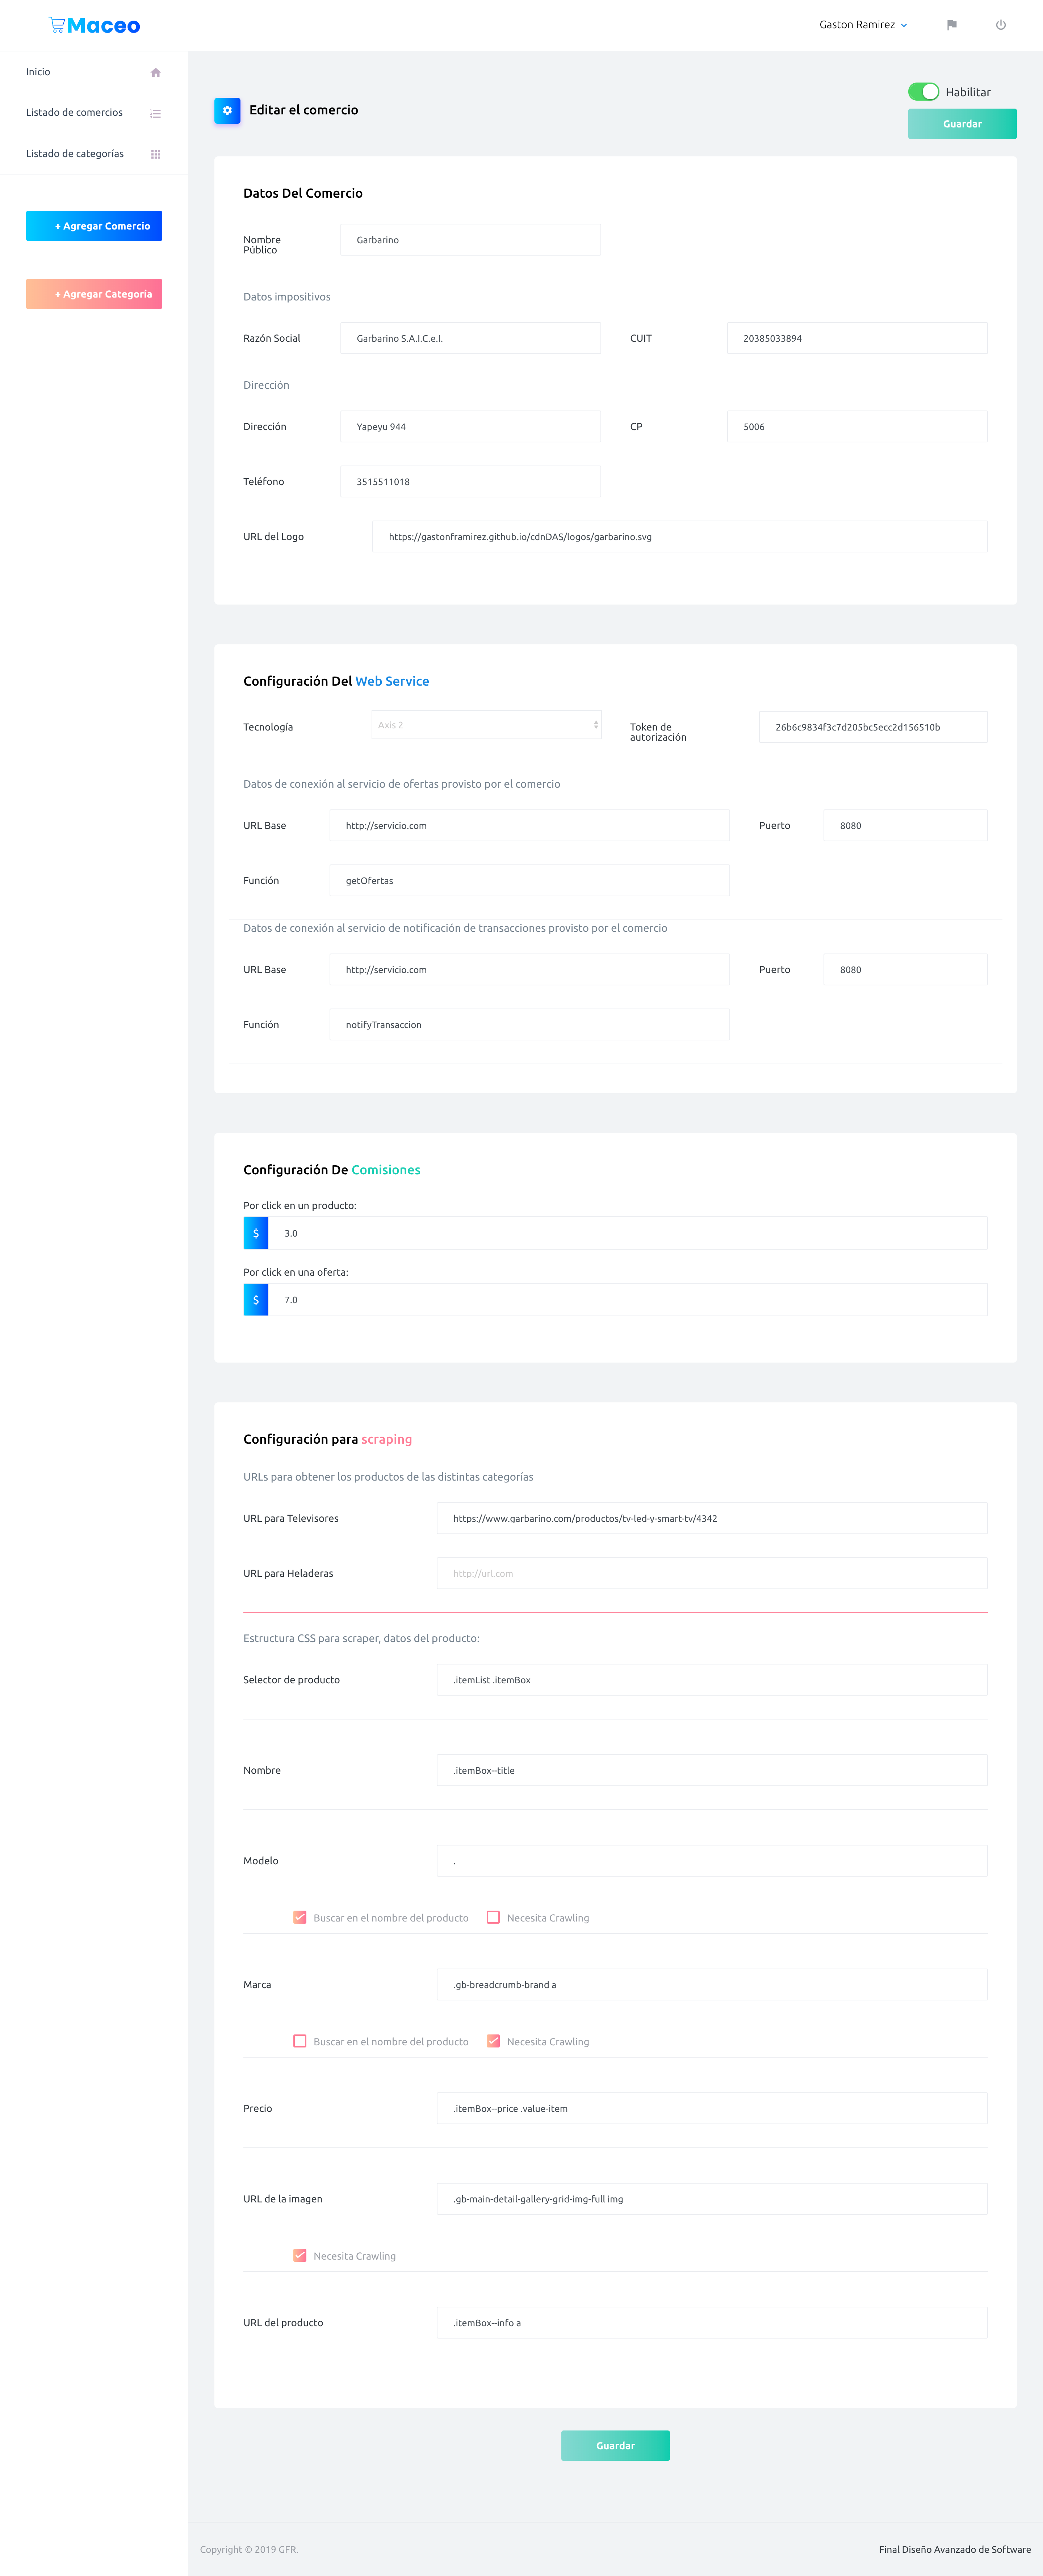 Maceo
Gaston Ramirez
Inicio
Listado de comercios
Listado de categorías
+ Agregar Comercio
+ Agregar Categoría
Editar el comercio
Habilitar
Guardar
Datos Del Comercio
Nombre
Público
Garbarino
Datos impositivos
Razón Social
Garbarino S.A.I.C.e.I.
CUIT
20385033894
Dirección
Dirección
Yapeyu 944
CP
5006
Teléfono
3515511018
URL del Logo
https://gastonframirez.github.io/cdnDAS/logos/garbarino.svg
Configuración Del Web Service
Tecnología
Axis 2
Token de
autorización
26b6c9834f3c7d205bc5ecc2d156510b
Datos de conexión al servicio de ofertas provisto por el comercio
URL Base
http://servicio.com
Puerto
8080
Función
getOfertas
Datos de conexión al servicio de notificación de transacciones provisto por el comercio
URL Base
http://servicio.com
Puerto
8080
Función
notifyTransaccion
Configuración De Comisiones
Por click en un producto:
$ 3.0
Por click en una oferta:
$ 7.0
Configuración para scraping
URLs para obtener los productos de las distintas categorías
URL para Televisores
https://www.garbarino.com/productos/tv-led-y-smart-tv/4342
URL para Heladeras
http://url.com
Estructura CSS para scraper, datos del producto:
Selector de producto
.itemList .itemBox
Nombre
.itemBox--title
Modelo
.
Buscar en el nombre del producto
Necesita Crawling
Marca
.gb-breadcrumb-brand a
Buscar en el nombre del producto
Necesita Crawling
Precio
.itemBox--price .value-item
URL de la imagen
.gb-main-detail-gallery-grid-img-full img
Necesita Crawling
URL del producto
.itemBox--info a
Guardar
Copyright © 2019 GFR.
Final Diseño Avanzado de Software